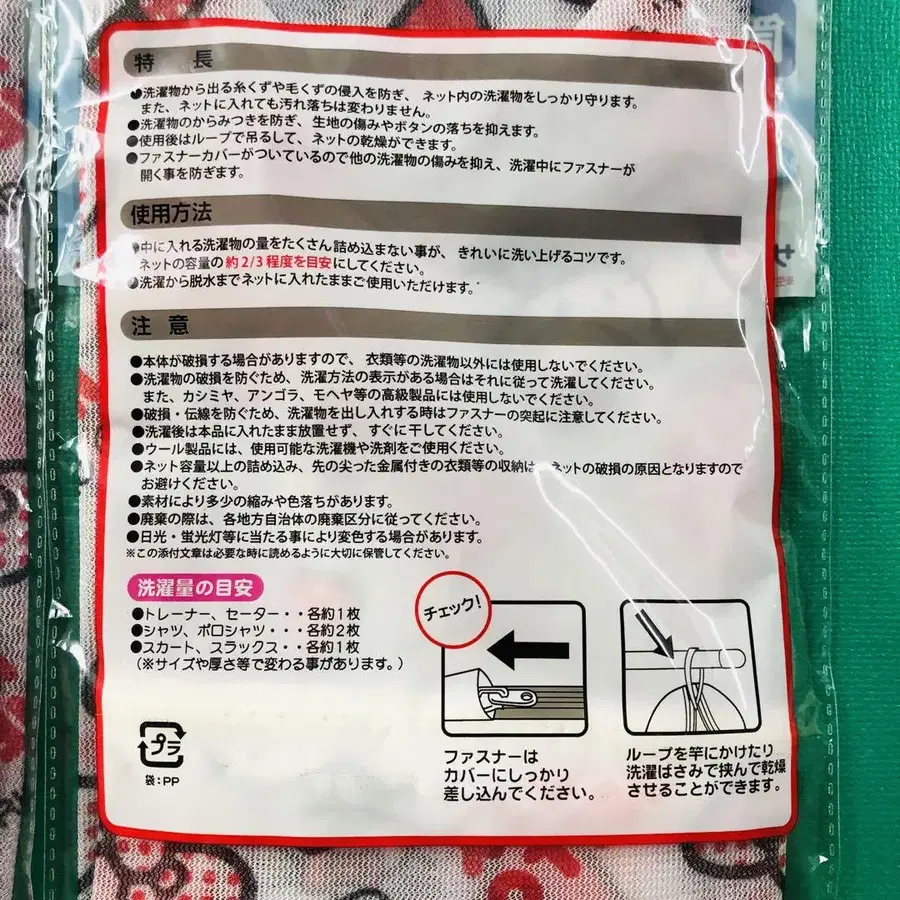 特 長
●洗濯物から出る糸くずや毛くずの侵入を防ぎ、ネット内の洗濯物をしっかり守ります。
また、ネットに入れても汚れ落ちは変わりません。
●洗濯物のからみつきを防ぎ、生地の傷みやボタンの落ちを抑えます。
●使用後はループで吊るして、ネットの乾燥ができます。
●ファスナーカバーがついているので他の洗濯物の傷みを抑え、洗濯中にファスナーが
開く事を防ぎます。
使用方法
●中に入れる洗濯物の量をたくさん詰め込まない事が、きれいに洗い上げるコツです。
ネットの容量の約2/3程度を目安にしてください。
●洗濯から脱水までネットに入れたままご使用いただけます。
注 意
●本体が破損する場合がありますので、衣類等の洗濯物以外には使用しないでください。
●洗濯物の破損を防ぐため、洗濯方法の表示がある場合はそれに従って洗濯してください。
また、カシミヤ、アンゴラ、モヘヤ等の高級製品には使用しないでください。
●破損・伝線を防ぐため、洗濯物を出し入れする時はファスナーの突起に注意してください。
●洗濯後は本品に入れたまま放置せず、すぐに干してください。
●ウール製品には、使用可能な洗濯機や洗剤をご使用ください。
●ネット容量以上の詰め込み、先の尖った金属付きの衣類等の収納は、ネットの破損の原因となりますので
お避けください。
●素材により多少の縮みや色落ちがあります。
●廃棄の際は、各地方自治体の廃棄区分に従ってください。
●日光・蛍光灯等に当たる事により変色する場合があります。
※この添付文章は必要な時に読めるように大切に保管してください。
洗濯量の目安
●トレーナー、セーター・・各約1枚
●シャツ、ポロシャツ・・・各約2枚
●スカート、スラックス・・各約1枚
（※サイズや厚さ等で変わる事があります。）
チェック!
ファスナーは
カバーにしっかり
差し込んでください。
ループを竿にかけたり
洗濯ばさみで挟んで乾燥
させることができます。
プラ
袋：PP